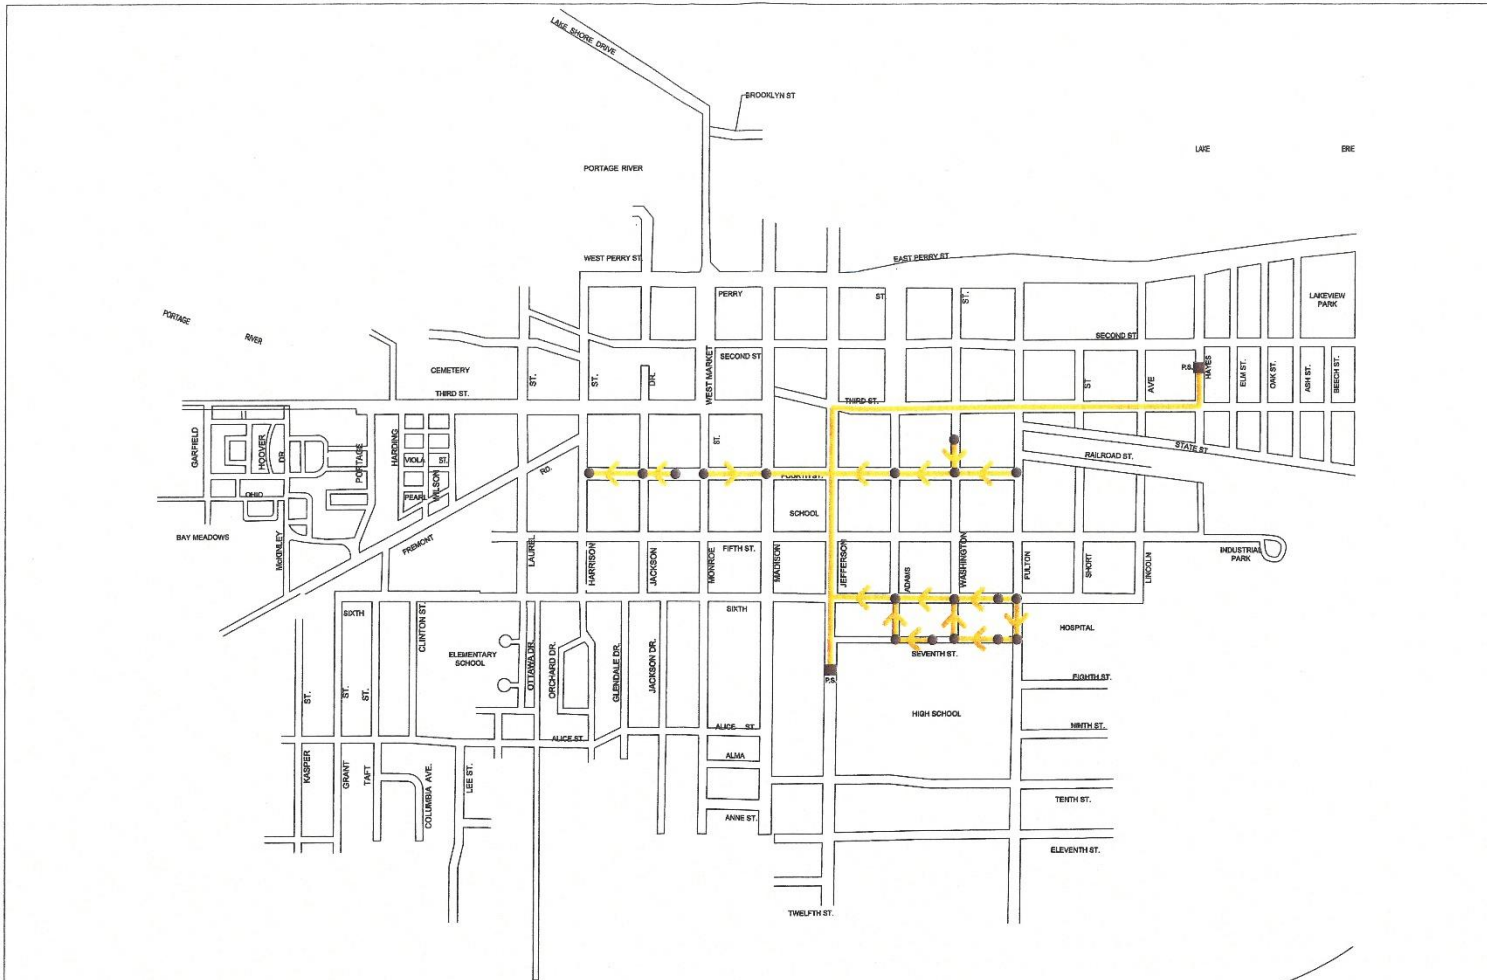 LAKE SHORE DRIVE
BROOKLYN ST
LAKE
ERIE
PORTAGE RIVER
WEST PERRY ST.
EAST PERRY ST.
PERRY
ST.
ST.
LAKEVIEW
PARK
PORTAGE
RIVER
SECOND ST.
SECOND ST
WEST MARKET
ST.
CEMETERY
ST.
ST.
DR.
P.S.
HAYES
ELM ST.
OAK ST.
ASH ST.
BEECH ST.
ST
AVE
THIRD ST.
THIRD ST.
GARFIELD
HOOVER
DR.
PORTAGE
HARDING
VIOLA
ST.
WILSON
PEARL
OHIO
RD.
FREMONT
STATE ST
RAILROAD ST.
FOURTH ST.
SCHOOL
BAY MEADOWS
McKINLEY
LAUREL
HARRISON
JACKSON
MONROE
FIFTH ST.
MADISON
JEFFERSON
ADAMS
WASHINGTON
FULTON
SHORT
LINCOLN
INDUSTRIAL
PARK
SIXTH
CLINTON ST.
SIXTH
HOSPITAL
ELEMENTARY
SCHOOL
OTTAWA DR.
ORCHARD DR.
GLENDALE DR.
JACKSON DR.
SEVENTH ST.
P.S.
EIGHTH ST.
ST.
ST.
ST.
HIGH SCHOOL
NINTH ST.
ALICE ST.
ALICE ST.
ALMA
KASPER
GRANT
TAFT
COLUMBIA AVE.
LEE ST.
TENTH ST.
ANNE ST.
ELEVENTH ST.
TWELFTH ST.